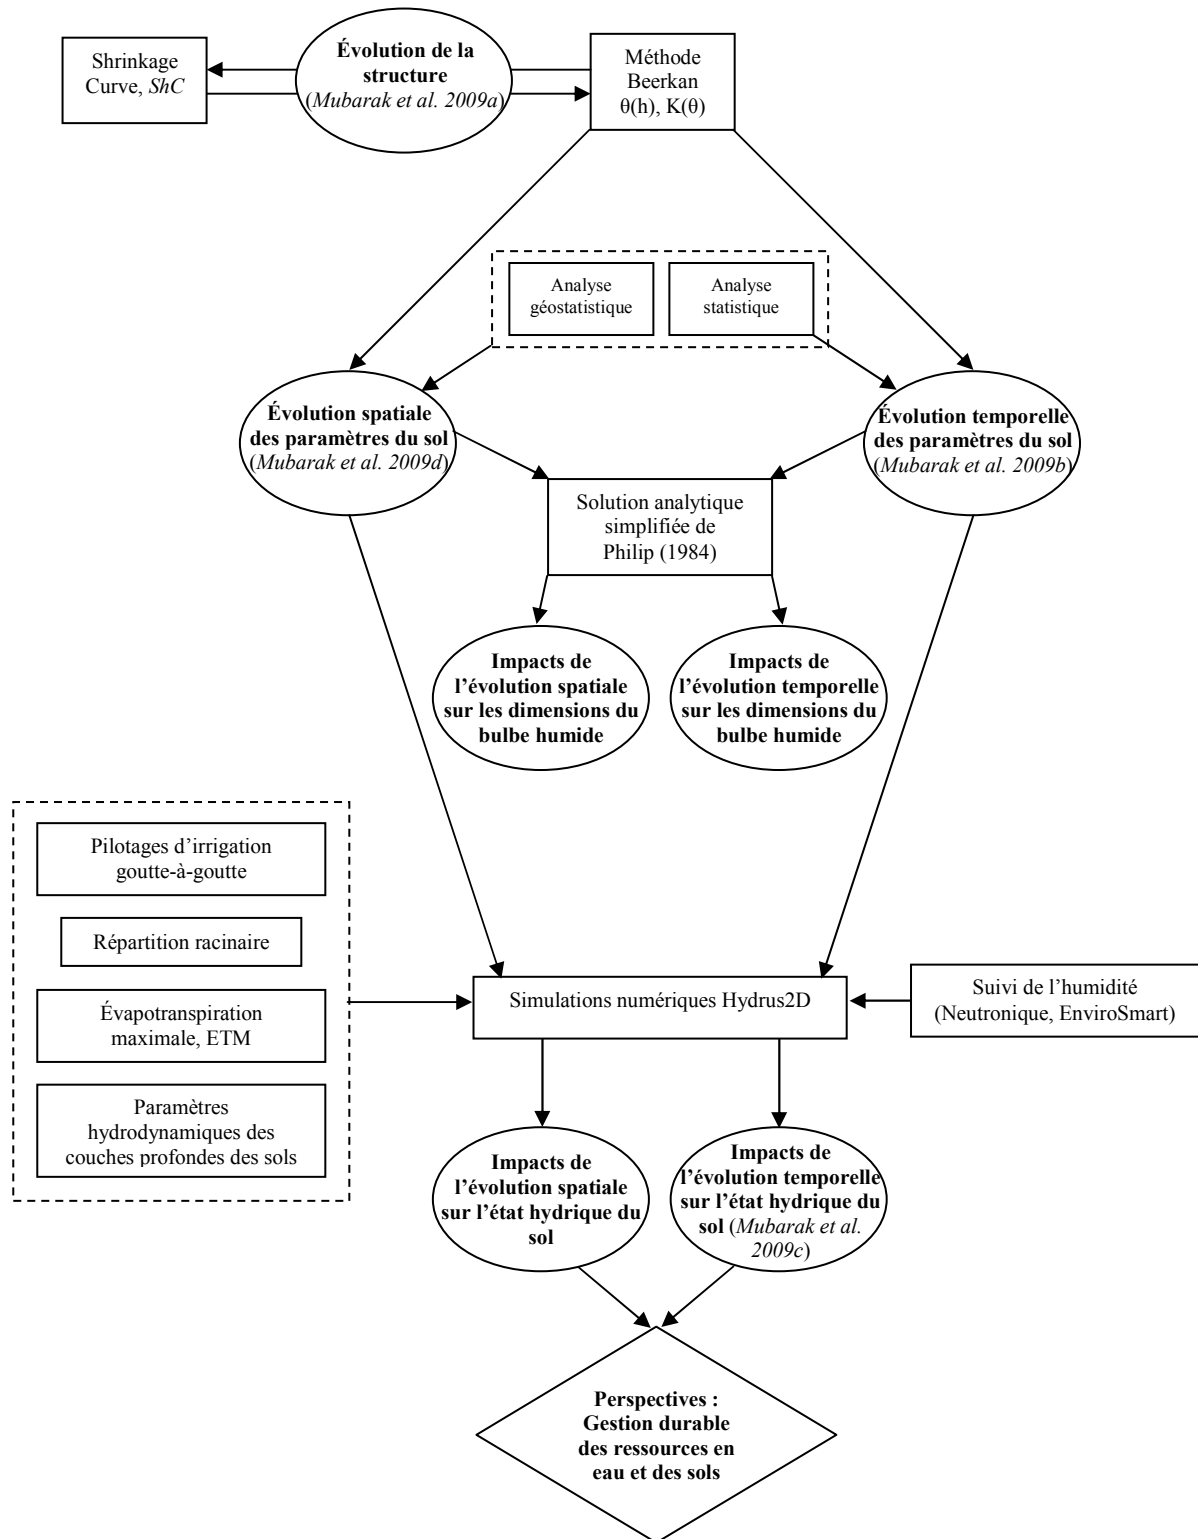 Shrinkage
Curve, ShC
Évolution de la
structure
(Mubarak et al. 2009a)
Méthode
Beerkan
θ(h), K(θ)
Analyse
géostatistique
Analyse
statistique
Évolution spatiale
des paramètres du sol
(Mubarak et al. 2009d)
Évolution temporelle
des paramètres du sol
(Mubarak et al. 2009b)
Solution analytique
simplifiée de
Philip (1984)
Impacts de
l’évolution spatiale
sur les dimensions du
bulbe humide
Impacts de
l’évolution temporelle
sur les dimensions du
bulbe humide
Pilotages d’irrigation
goutte-à-goutte
Répartition racinaire
Évapotranspiration
maximale, ETM
Paramètres
hydrodynamiques des
couches profondes des sols
Simulations numériques Hydrus2D
Suivi de l’humidité
(Neutronique, EnviroSmart)
Impacts de
l’évolution spatiale
sur l’état hydrique du
sol
Impacts de
l’évolution temporelle
sur l’état hydrique du
sol (Mubarak et al.
2009c)
Perspectives :
Gestion durable
des ressources en
eau et des sols